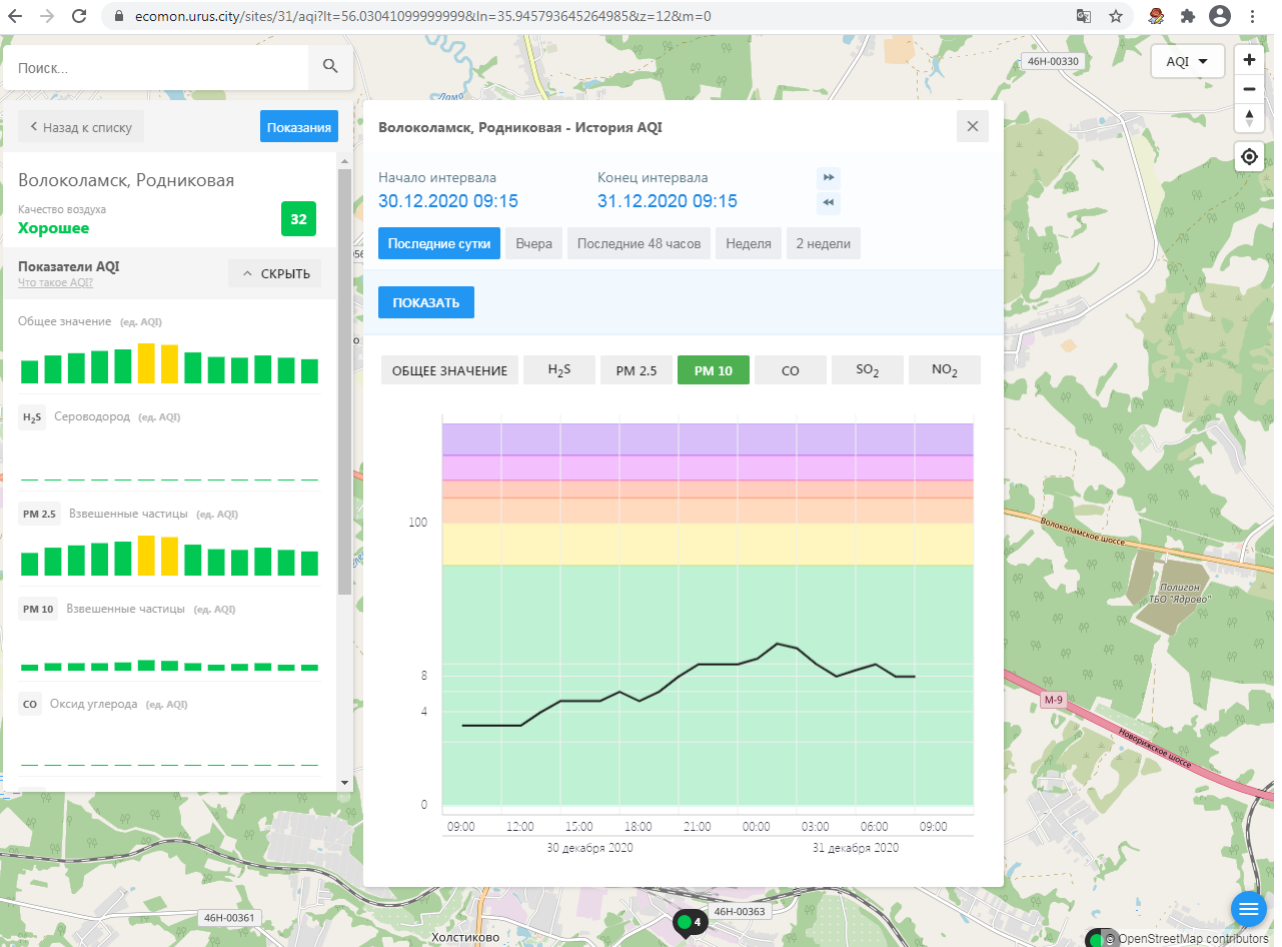 ecomon.urus.city/sites/31/aqi?lt=56.03041099999999&ln=35.945793645264985&z=12&m=0
Поиск...
46Н-00330
AQI
Назад к списку
Показания
Волоколамск, Родниковая
Качество воздуха
Хорошее
32
Показатели AQI
Что такое AQI?
СКРЫТЬ
Общее значение (ед. AQI)
H2S Сероводород (ед. AQI)
PM 2.5 Взвешенные частицы (ед. AQI)
PM 10 Взвешенные частицы (ед. AQI)
CO Оксид углерода (ед. AQI)
Волоколамск, Родниковая - История AQI
Начало интервала
30.12.2020 09:15
Конец интервала
31.12.2020 09:15
Последние сутки
Вчера
Последние 48 часов
Неделя
2 недели
ПОКАЗАТЬ
ОБЩЕЕ ЗНАЧЕНИЕ
H2S
PM 2.5
PM 10
CO
SO2
NO2
100
8
4
0
09:00 12:00 15:00 18:00 21:00 00:00 03:00 06:00 09:00
30 декабря 2020 31 декабря 2020
Волоколамское шоссе
Полигон
ТБО "Ядрово"
М-9
Новорижское шоссе
46Н-00361
46Н-00363
4
Холстиково
© OpenStreetMap contributors